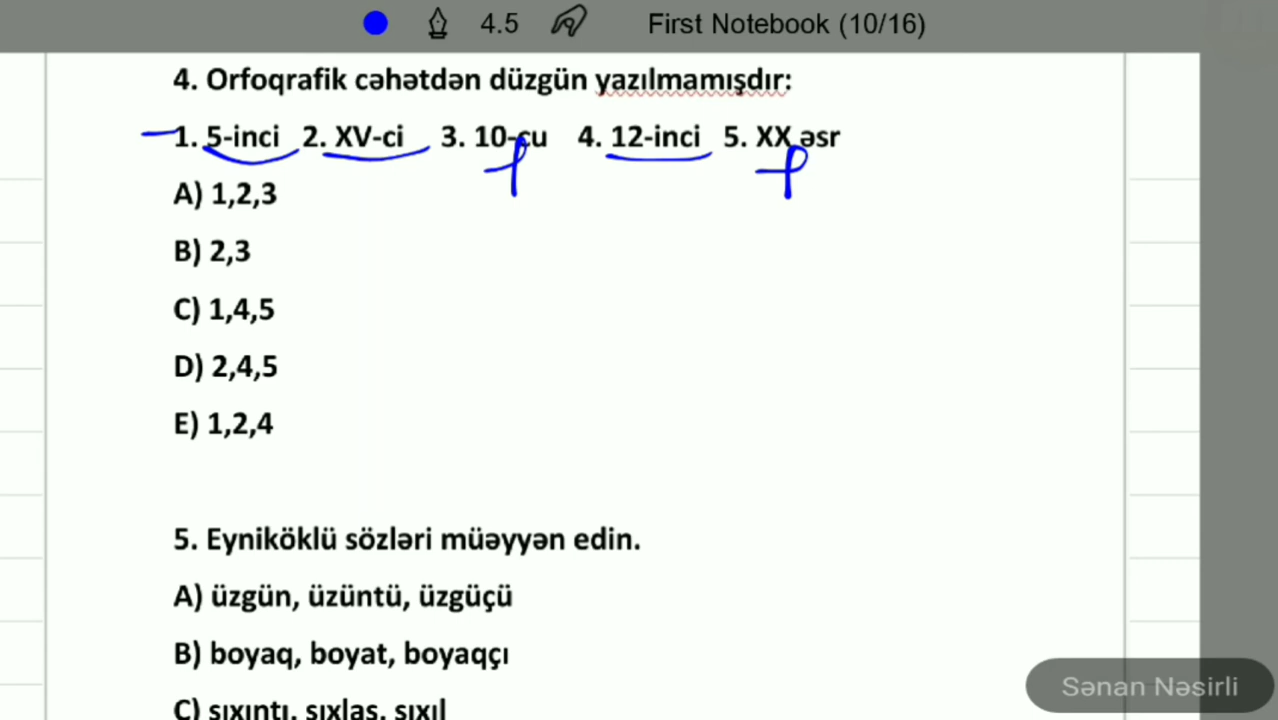 4.5 First Notebook (10/16)
4. Orfoqrafik cəhətdən düzgün yazılmamışdır:
1. 5-inci 2. XV-ci 3. 10-cu 4. 12-inci 5. XX əsr
A) 1,2,3
B) 2,3
C) 1,4,5
D) 2,4,5
E) 1,2,4
5. Eyniköklü sözləri müəyyən edin.
A) üzgün, üzüntü, üzgüçü
B) boyaq, boyat, boyaqçı
C) sıxıntı, sıxlaş, sıxıl
Sənan Nəsirli